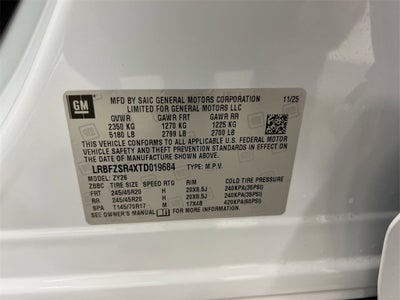 GM
MFD BY SAIC GENERAL MOTORS CORPORATION 11/25
LIMITED FOR GENERAL MOTORS LLC
GVWR GAWR FRT GAWR RR
2350 KG 1270 KG 1225 KG
5180 LB 2799 LB 2700 LB
THIS VEHICLE CONFORMS TO ALL APPLICABLE U.S. FEDERAL MOTOR
VEHICLE SAFETY, BUMPER, AND THEFT PREVENTION STANDARDS IN
EFFECT ON THE DATE OF MANUFACTURE SHOWN ABOVE.
LRBFZSR4XTD019684 TYPE: M.P.V.
MODEL: ZY26
ZBBC TIRE SIZE SPEED RTG RIM COLD TIRE PRESSURE
FRT 245/45R20 H 20X8.5J 240KPA(35PSI)
RR 245/45R20 H 20X8.5J 240KPA(35PSI)
SPA T145/70R17 M 17X4B 420KPA(60PSI)
SEE OWNER'S MANUAL FOR MORE INFORMATION.